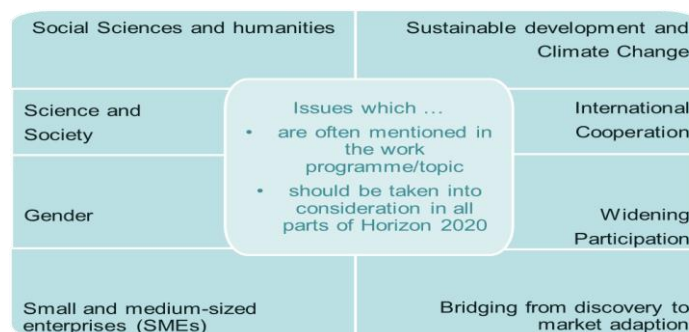 Social Sciences and humanities
Sustainable development and
Climate Change
Science and
Society
Issues which …
• are often mentioned in
the work
programme/topic
• should be taken into
consideration in all
parts of Horizon 2020
International
Cooperation
Gender
Widening
Participation
Small and medium-sized
enterprises (SMEs)
Bridging from discovery to
market adaption